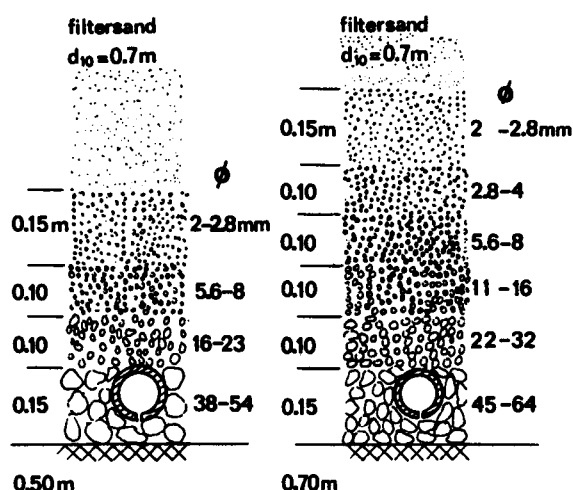 filtersand
d10=0.7m
ø
0.15m 2-2.8mm
0.10 5.6-8
0.10 16-23
0.15 38-54
0.50m
filtersand
d10=0.7m
ø
0.15m 2 -2.8mm
0.10 2.8-4
0.10 5.6-8
0.10 11-16
0.10 22-32
0.15 45-64
0.70m